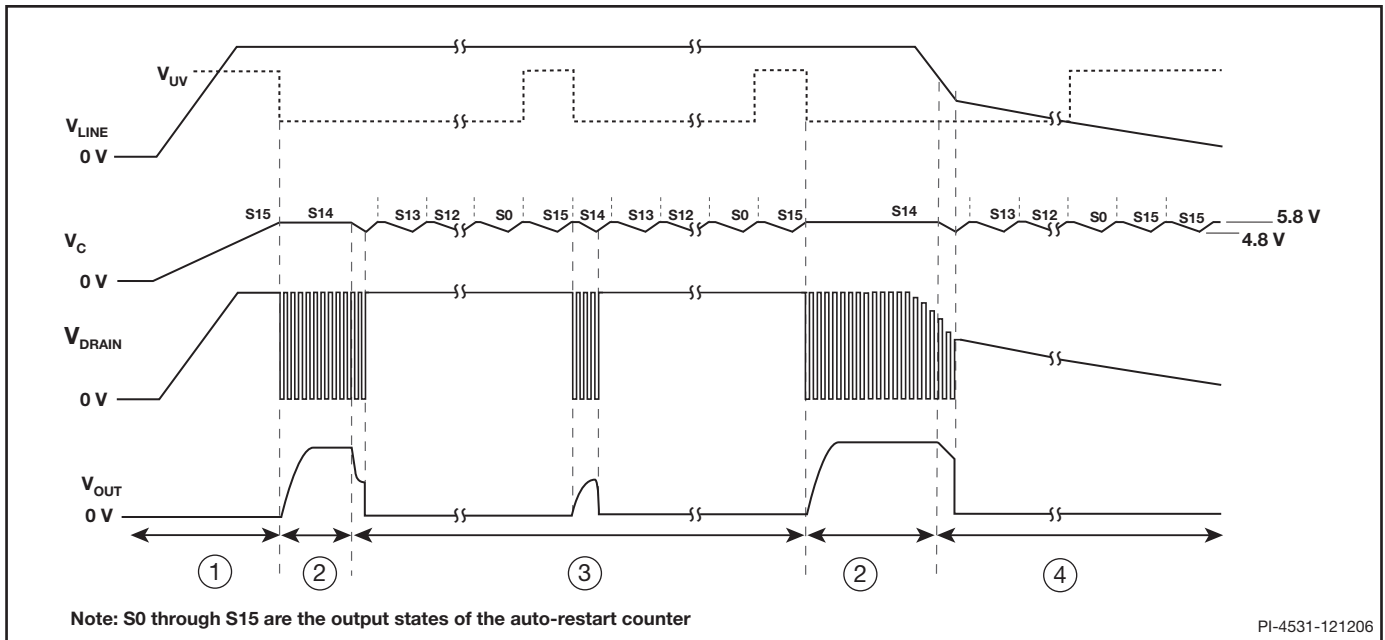 V_UV
V_LINE
0 V
S15 S14 S13 S12 S0 S15 S14 S13 S12 S0 S15 S14 S13 S12 S0 S15 S15
5.8 V
4.8 V
V_C
0 V
V_DRAIN
0 V
V_OUT
0 V
1 2 3 2 4
Note: S0 through S15 are the output states of the auto-restart counter
PI-4531-121206